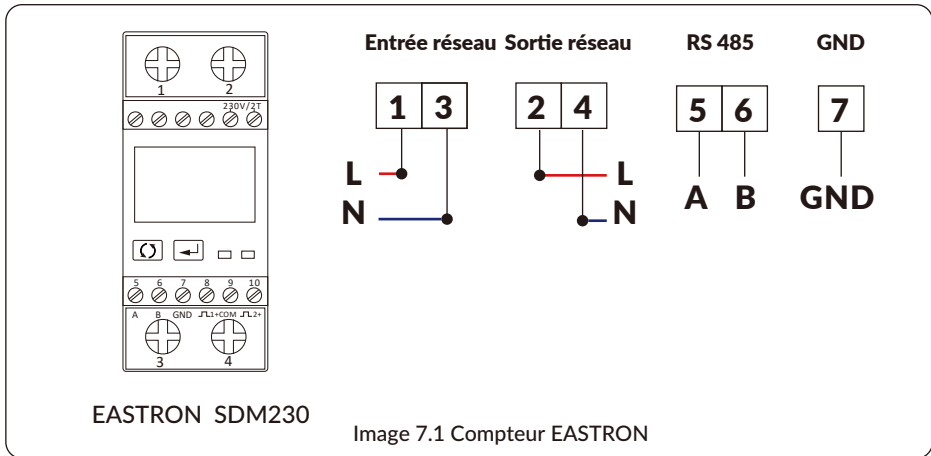 Entrée réseau Sortie réseau RS 485 GND
1 2
230V/2T
1 3 2 4 5 6 7
L L
N N
A B GND
5 6 7 8 9 10
A B GND 1+COM 2+
3 4
EASTRON SDM230
Image 7.1 Compteur EASTRON